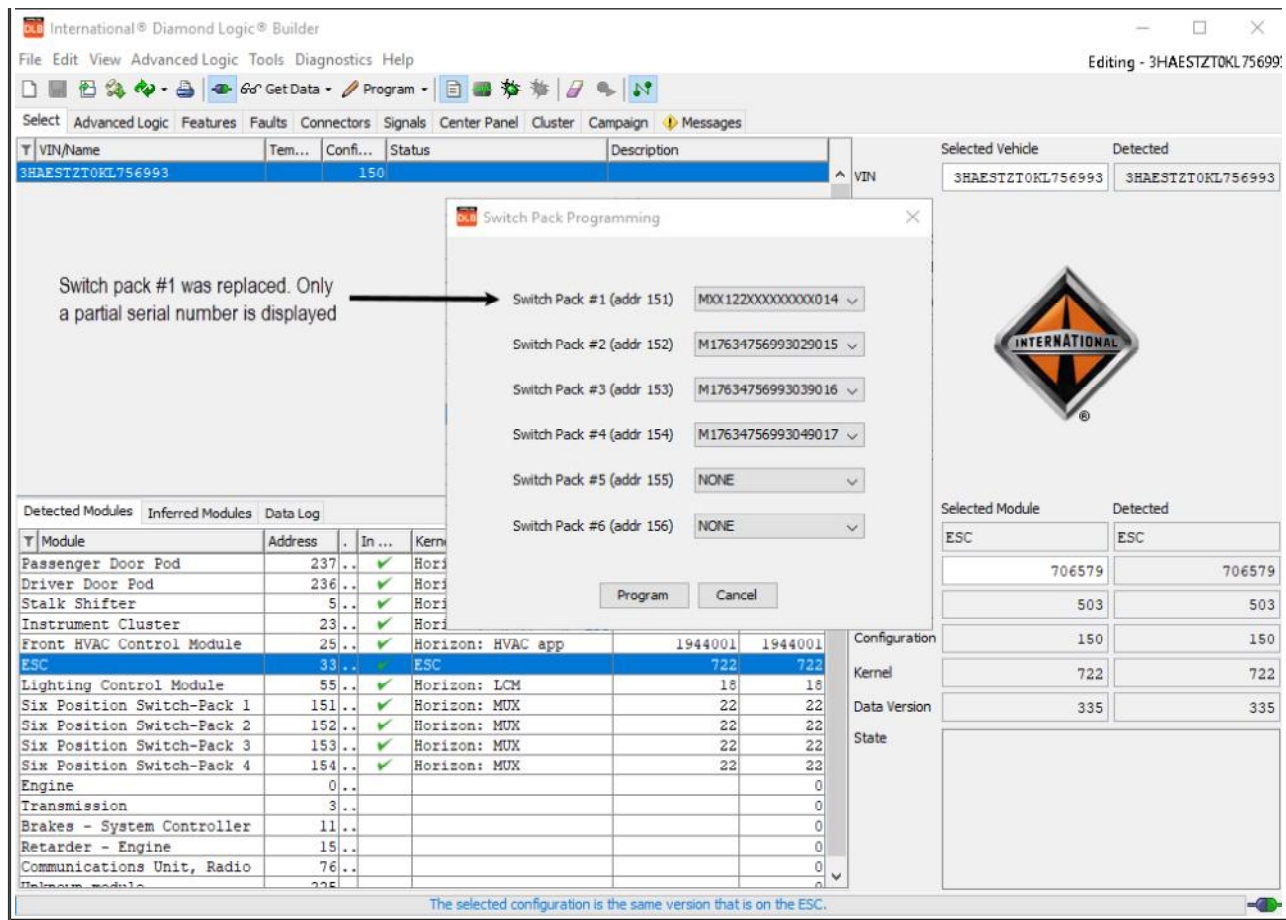 DLB International® Diamond Logic® Builder
File Edit View Advanced Logic Tools Diagnostics Help
Editing - 3HAESTZT0KL756993
Get Data Program
Select Advanced Logic Features Faults Connectors Signals Center Panel Cluster Campaign Messages
VIN/Name Tem... Confi... Status Description
3HAESTZT0KL756993 150
Selected Vehicle Detected
VIN 3HAESTZT0KL756993 3HAESTZT0KL756993
DLB Switch Pack Programming
Switch pack #1 was replaced. Only
a partial serial number is displayed
Switch Pack #1 (addr 151) MXX122XXXXXXXXX014
Switch Pack #2 (addr 152) M17634756993029015
Switch Pack #3 (addr 153) M17634756993039016
Switch Pack #4 (addr 154) M17634756993049017
Switch Pack #5 (addr 155) NONE
Switch Pack #6 (addr 156) NONE
Program Cancel
INTERNATIONAL
®
Detected Modules Inferred Modules Data Log
Module Address . In ... Kern
Passenger Door Pod 237.. Hori
Driver Door Pod 236.. Hori
Stalk Shifter 5.. Hori
Instrument Cluster 23.. Hori
Front HVAC Control Module 25.. Horizon: HVAC app 1944001 1944001
ESC 33.. ESC 722 722
Lighting Control Module 55.. Horizon: LCM 18 18
Six Position Switch-Pack 1 151.. Horizon: MUX 22 22
Six Position Switch-Pack 2 152.. Horizon: MUX 22 22
Six Position Switch-Pack 3 153.. Horizon: MUX 22 22
Six Position Switch-Pack 4 154.. Horizon: MUX 22 22
Engine 0.. 0
Transmission 3.. 0
Brakes - System Controller 11.. 0
Retarder - Engine 15.. 0
Communications Unit, Radio 76.. 0
Selected Module Detected
ESC ESC
706579 706579
503 503
Configuration 150 150
Kernel 722 722
Data Version 335 335
State
The selected configuration is the same version that is on the ESC.